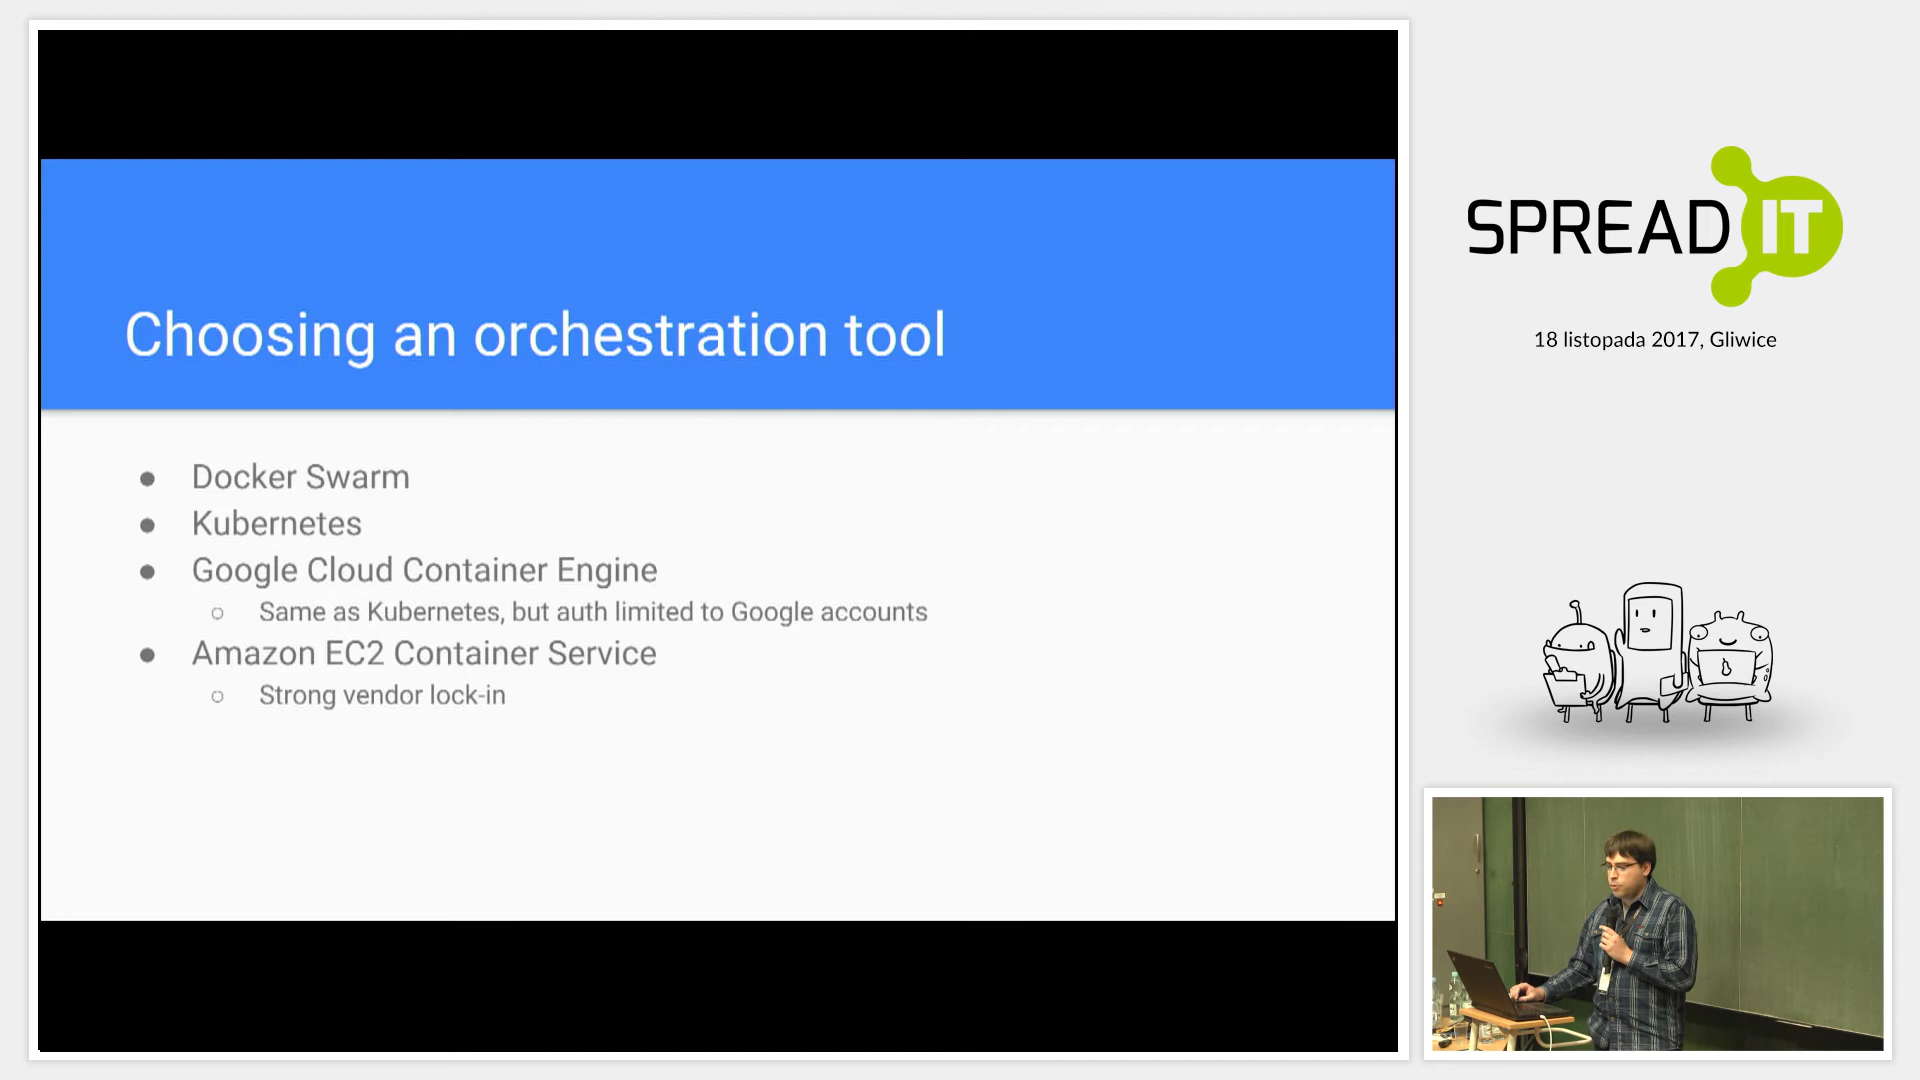 Choosing an orchestration tool
● Docker Swarm
● Kubernetes
● Google Cloud Container Engine
○ Same as Kubernetes, but auth limited to Google accounts
● Amazon EC2 Container Service
○ Strong vendor lock-in
SPREAD IT
18 listopada 2017, Gliwice